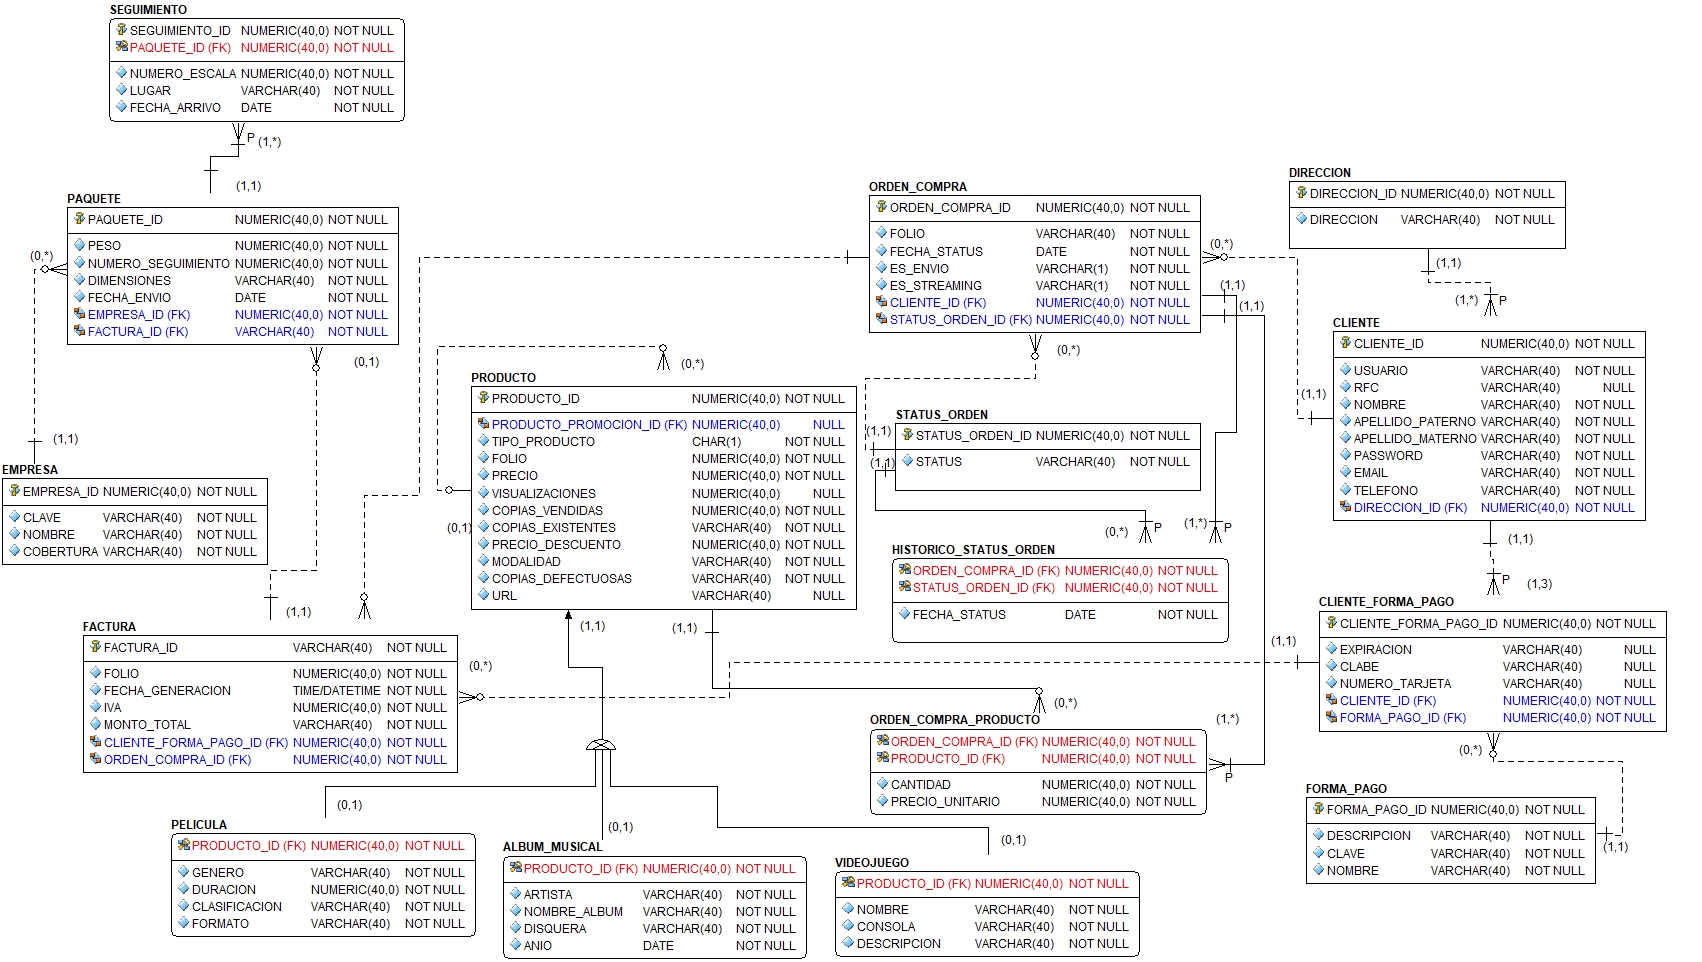 SEGUIMIENTO
SEGUIMIENTO_ID NUMERIC(40,0) NOT NULL
PAQUETE_ID (FK) NUMERIC(40,0) NOT NULL
NUMERO_ESCALA NUMERIC(40,0) NOT NULL
LUGAR VARCHAR(40) NOT NULL
FECHA_ARRIVO DATE NOT NULL
P (1,*)
(1,1)
PAQUETE
PAQUETE_ID NUMERIC(40,0) NOT NULL
PESO NUMERIC(40,0) NOT NULL
NUMERO_SEGUIMIENTO NUMERIC(40,0) NOT NULL
DIMENSIONES VARCHAR(40) NOT NULL
FECHA_ENVIO DATE NOT NULL
EMPRESA_ID (FK) NUMERIC(40,0) NOT NULL
FACTURA_ID (FK) VARCHAR(40) NOT NULL
(0,*)
(0,1)
(1,1)
EMPRESA
EMPRESA_ID NUMERIC(40,0) NOT NULL
CLAVE VARCHAR(40) NOT NULL
NOMBRE VARCHAR(40) NOT NULL
COBERTURA VARCHAR(40) NOT NULL
(1,1)
FACTURA
FACTURA_ID VARCHAR(40) NOT NULL
FOLIO NUMERIC(40,0) NOT NULL
FECHA_GENERACION TIME/DATETIME NOT NULL
IVA NUMERIC(40,0) NOT NULL
MONTO_TOTAL VARCHAR(40) NOT NULL
CLIENTE_FORMA_PAGO_ID (FK) NUMERIC(40,0) NOT NULL
ORDEN_COMPRA_ID (FK) NUMERIC(40,0) NOT NULL
(0,*)
(0,*)
PRODUCTO
PRODUCTO_ID NUMERIC(40,0) NOT NULL
PRODUCTO_PROMOCION_ID (FK) NUMERIC(40,0) NULL
TIPO_PRODUCTO CHAR(1) NOT NULL
FOLIO NUMERIC(40,0) NOT NULL
PRECIO NUMERIC(40,0) NOT NULL
VISUALIZACIONES NUMERIC(40,0) NULL
COPIAS_VENDIDAS NUMERIC(40,0) NOT NULL
COPIAS_EXISTENTES VARCHAR(40) NOT NULL
PRECIO_DESCUENTO NUMERIC(40,0) NOT NULL
MODALIDAD VARCHAR(40) NOT NULL
COPIAS_DEFECTUOSAS VARCHAR(40) NOT NULL
URL VARCHAR(40) NULL
(0,1)
(1,1)
(1,1)
(0,1)
PELICULA
PRODUCTO_ID (FK) NUMERIC(40,0) NOT NULL
GENERO VARCHAR(40) NOT NULL
DURACION NUMERIC(40,0) NOT NULL
CLASIFICACION VARCHAR(40) NOT NULL
FORMATO VARCHAR(40) NOT NULL
(0,1)
ALBUM_MUSICAL
PRODUCTO_ID (FK) NUMERIC(40,0) NOT NULL
ARTISTA VARCHAR(40) NOT NULL
NOMBRE_ALBUM VARCHAR(40) NOT NULL
DISQUERA VARCHAR(40) NOT NULL
ANIO DATE NOT NULL
(0,1)
VIDEOJUEGO
PRODUCTO_ID (FK) NUMERIC(40,0) NOT NULL
NOMBRE VARCHAR(40) NOT NULL
CONSOLA VARCHAR(40) NOT NULL
DESCRIPCION VARCHAR(40) NOT NULL
ORDEN_COMPRA
ORDEN_COMPRA_ID NUMERIC(40,0) NOT NULL
FOLIO VARCHAR(40) NOT NULL
FECHA_STATUS DATE NOT NULL
ES_ENVIO VARCHAR(1) NOT NULL
ES_STREAMING VARCHAR(1) NOT NULL
CLIENTE_ID (FK) NUMERIC(40,0) NOT NULL
STATUS_ORDEN_ID (FK) NUMERIC(40,0) NOT NULL
(0,*)
(1,1)
(1,1)
(0,*)
STATUS_ORDEN
STATUS_ORDEN_ID NUMERIC(40,0) NOT NULL
STATUS VARCHAR(40) NOT NULL
(1,1)
(1,1)
(0,*) P
(1,*) P
HISTORICO_STATUS_ORDEN
ORDEN_COMPRA_ID (FK) NUMERIC(40,0) NOT NULL
STATUS_ORDEN_ID (FK) NUMERIC(40,0) NOT NULL
FECHA_STATUS DATE NOT NULL
(0,*)
ORDEN_COMPRA_PRODUCTO
ORDEN_COMPRA_ID (FK) NUMERIC(40,0) NOT NULL
PRODUCTO_ID (FK) NUMERIC(40,0) NOT NULL
CANTIDAD NUMERIC(40,0) NOT NULL
PRECIO_UNITARIO NUMERIC(40,0) NOT NULL
(1,*)
P
DIRECCION
DIRECCION_ID NUMERIC(40,0) NOT NULL
DIRECCION VARCHAR(40) NOT NULL
(1,1)
(1,*) P
CLIENTE
CLIENTE_ID NUMERIC(40,0) NOT NULL
USUARIO VARCHAR(40) NOT NULL
RFC VARCHAR(40) NULL
NOMBRE VARCHAR(40) NOT NULL
APELLIDO_PATERNO VARCHAR(40) NOT NULL
APELLIDO_MATERNO VARCHAR(40) NOT NULL
PASSWORD VARCHAR(40) NOT NULL
EMAIL VARCHAR(40) NOT NULL
TELEFONO VARCHAR(40) NOT NULL
DIRECCION_ID (FK) NUMERIC(40,0) NOT NULL
(1,1)
(1,1)
P (1,3)
CLIENTE_FORMA_PAGO
CLIENTE_FORMA_PAGO_ID NUMERIC(40,0) NOT NULL
EXPIRACION VARCHAR(40) NULL
CLABE VARCHAR(40) NULL
NUMERO_TARJETA VARCHAR(40) NULL
CLIENTE_ID (FK) NUMERIC(40,0) NOT NULL
FORMA_PAGO_ID (FK) NUMERIC(40,0) NOT NULL
(1,1)
(0,*)
FORMA_PAGO
FORMA_PAGO_ID NUMERIC(40,0) NOT NULL
DESCRIPCION VARCHAR(40) NOT NULL
CLAVE VARCHAR(40) NOT NULL
NOMBRE VARCHAR(40) NOT NULL
(1,1)